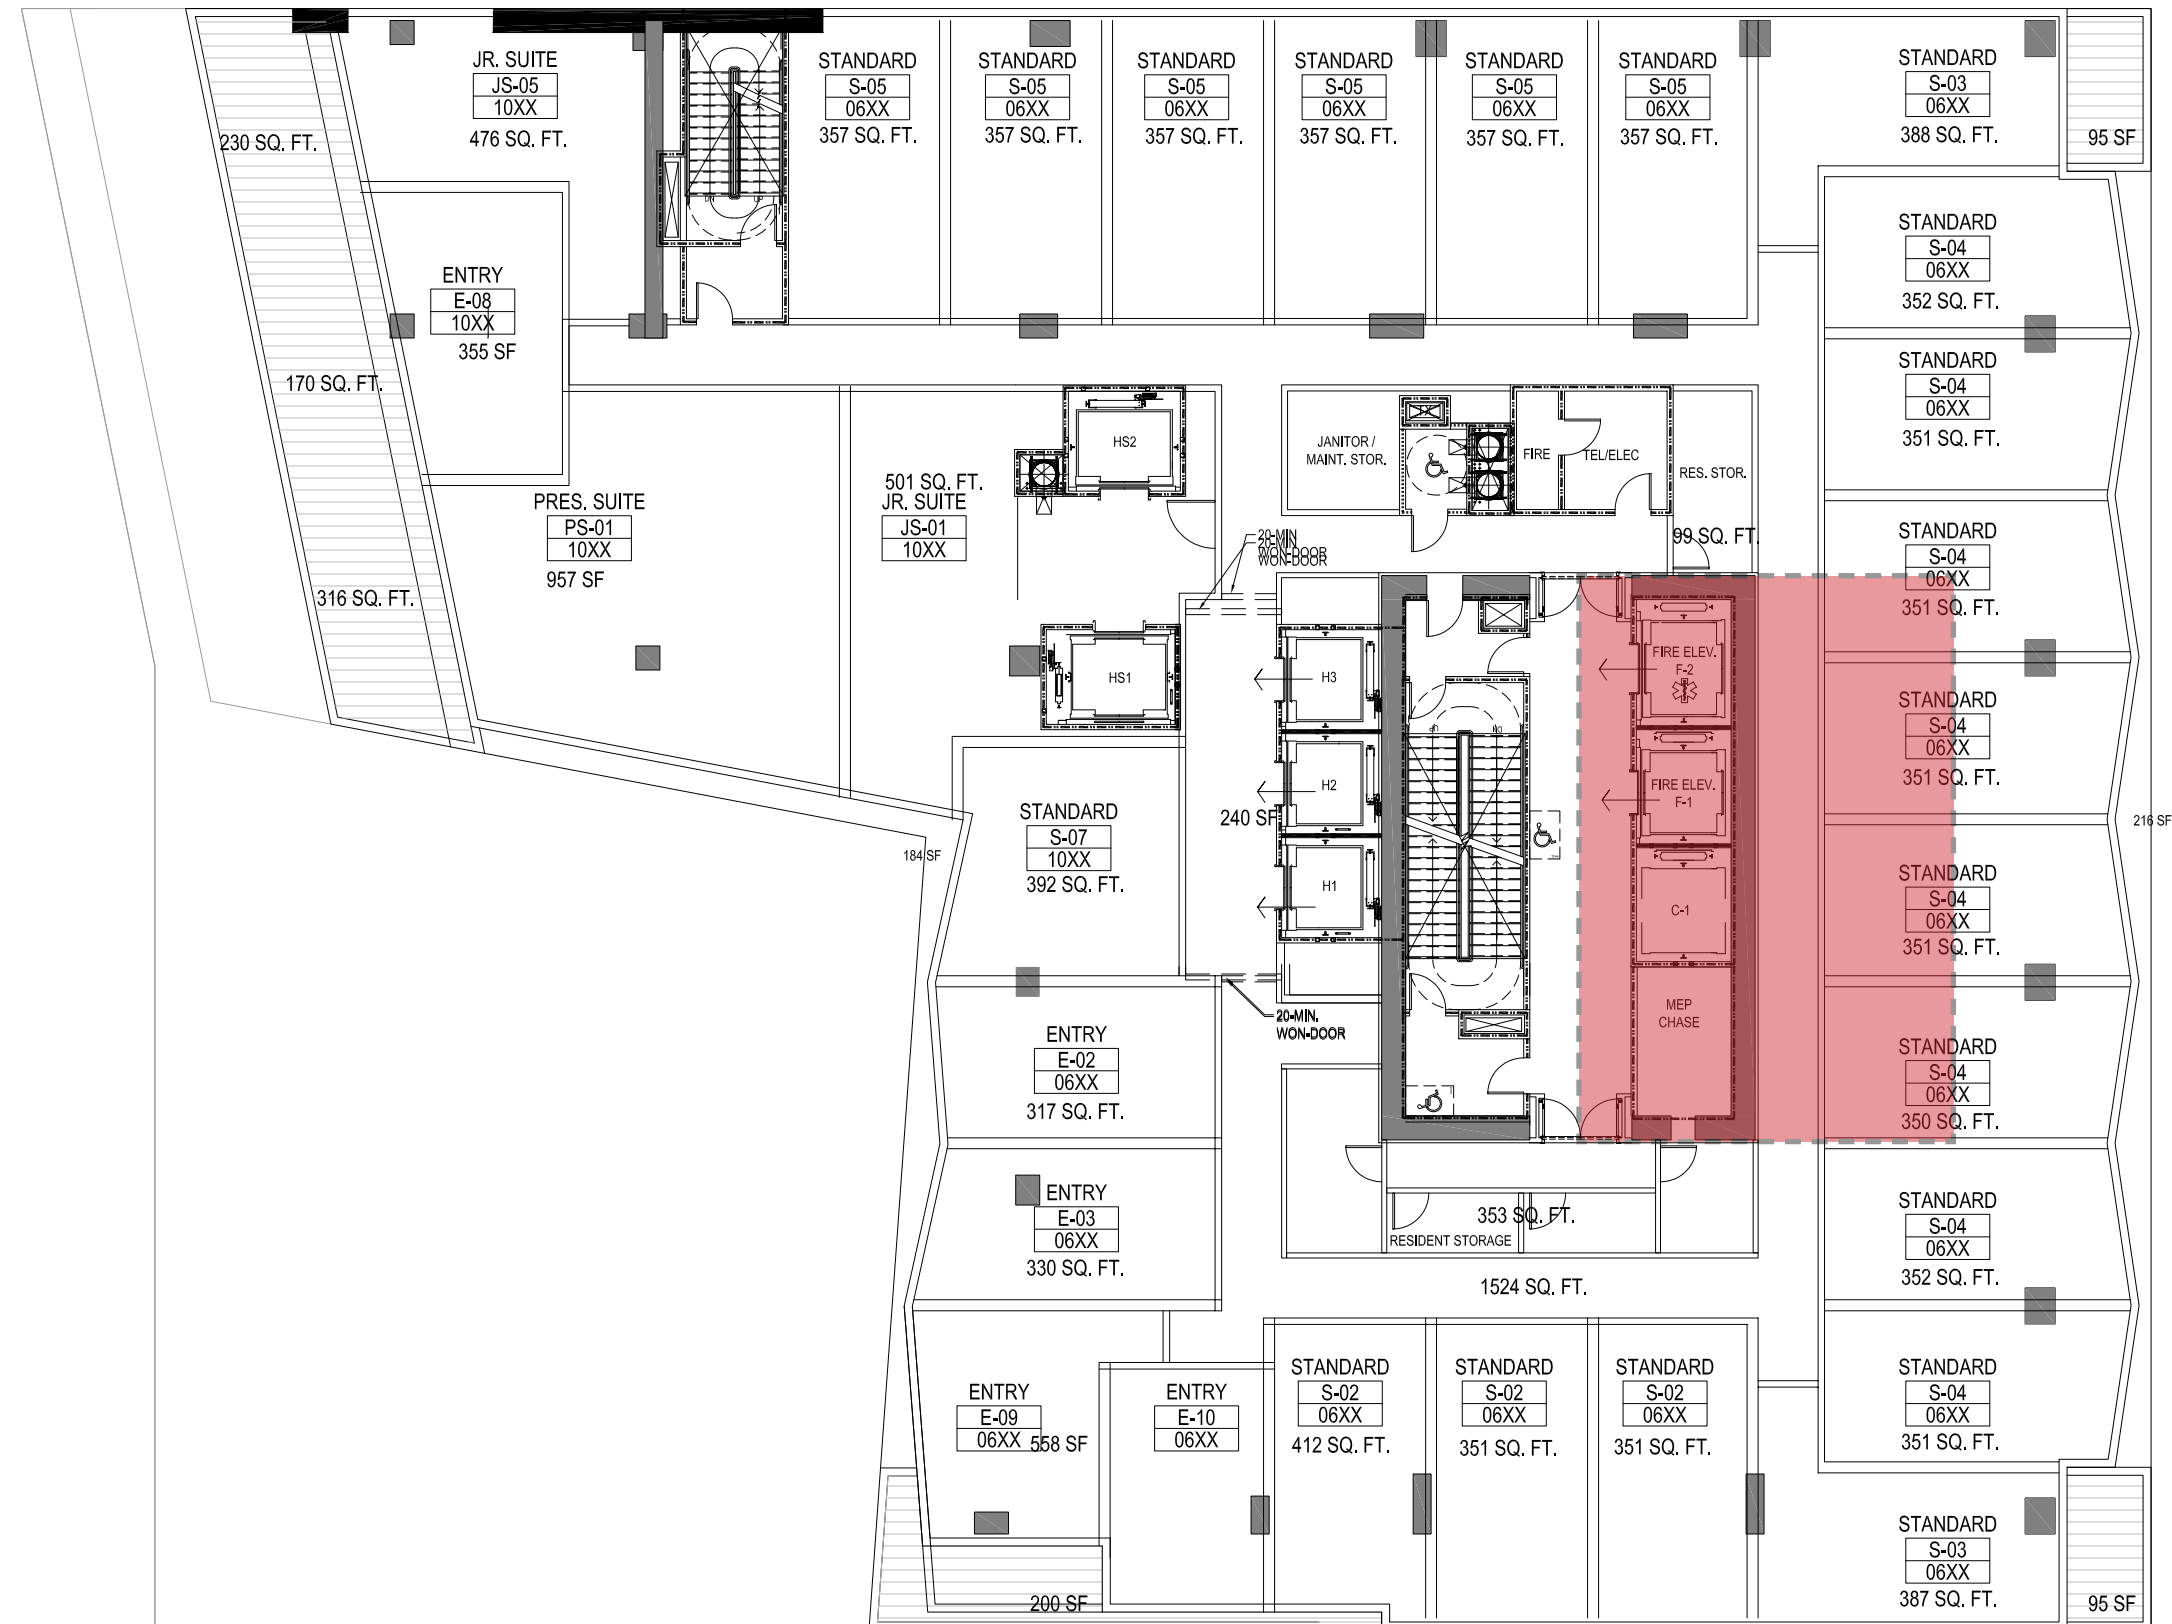 JR. SUITE
JS-05
10XX
476 SQ. FT.
230 SQ. FT.
STANDARD
S-05
06XX
357 SQ. FT.
STANDARD
S-05
06XX
357 SQ. FT.
STANDARD
S-05
06XX
357 SQ. FT.
STANDARD
S-05
06XX
357 SQ. FT.
STANDARD
S-05
06XX
357 SQ. FT.
STANDARD
S-05
06XX
357 SQ. FT.
STANDARD
S-03
06XX
388 SQ. FT.
95 SF
DN
UP
STANDARD
S-04
06XX
352 SQ. FT.
ENTRY
E-08
10XX
355 SF
170 SQ. FT.
STANDARD
S-04
06XX
351 SQ. FT.
HS2
JANITOR /
MAINT. STOR.
FIRE
TEL/ELEC
RES. STOR.
PRES. SUITE
PS-01
10XX
957 SF
501 SQ. FT.
JR. SUITE
JS-01
10XX
99 SQ. FT.
STANDARD
S-04
06XX
351 SQ. FT.
20-MIN
20-MIN
WON-DOOR
WON-DOOR
316 SQ. FT.
HS1
H3
FIRE ELEV.
F-2
STANDARD
S-04
06XX
351 SQ. FT.
UP
DN
H2
FIRE ELEV.
F-1
240 SF
216 SF
STANDARD
S-07
10XX
392 SQ. FT.
184 SF
H1
C-1
STANDARD
S-04
06XX
351 SQ. FT.
20-MIN.
WON-DOOR
MEP
CHASE
ENTRY
E-02
06XX
317 SQ. FT.
STANDARD
S-04
06XX
350 SQ. FT.
ENTRY
E-03
06XX
330 SQ. FT.
353 SQ. FT.
RESIDENT STORAGE
STANDARD
S-04
06XX
352 SQ. FT.
1524 SQ. FT.
ENTRY
E-09
06XX
558 SF
ENTRY
E-10
06XX
STANDARD
S-02
06XX
412 SQ. FT.
STANDARD
S-02
06XX
351 SQ. FT.
STANDARD
S-02
06XX
351 SQ. FT.
STANDARD
S-04
06XX
351 SQ. FT.
STANDARD
S-03
06XX
387 SQ. FT.
200 SF
95 SF